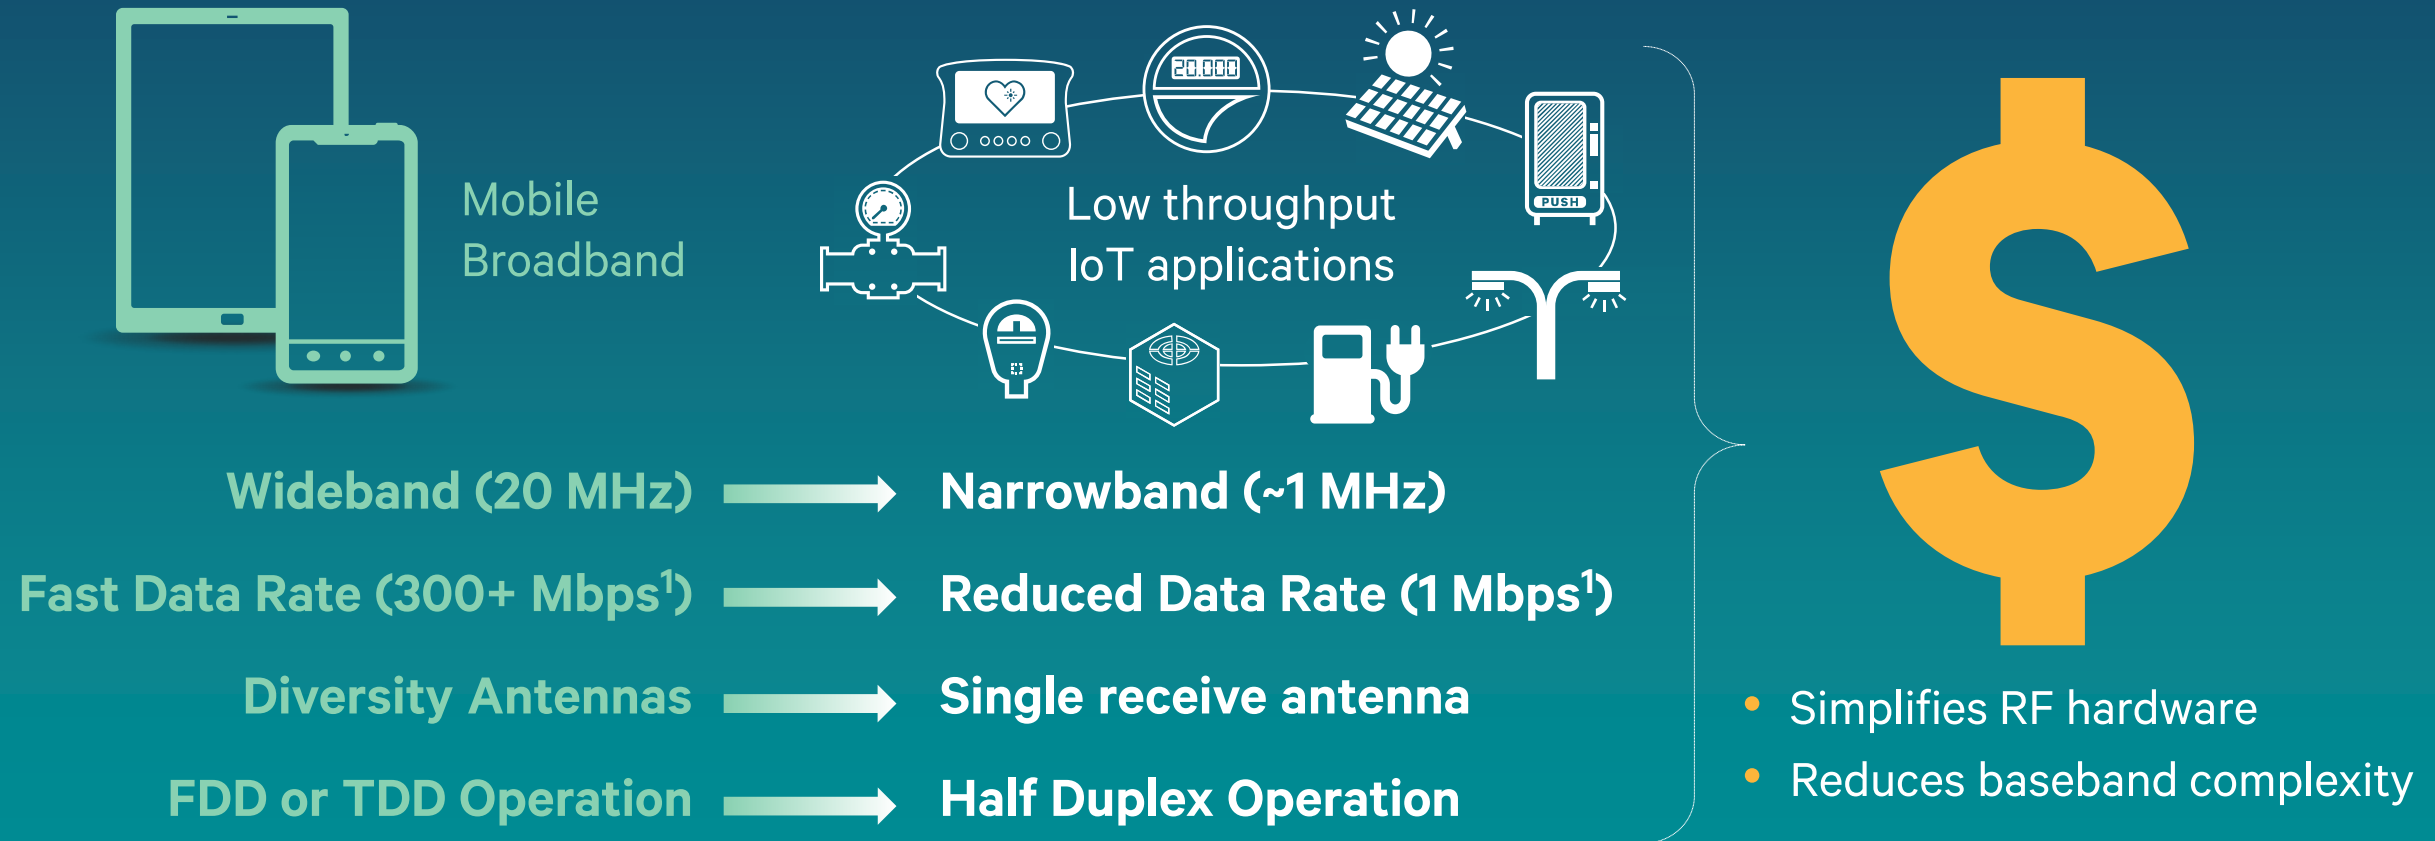 20.000
PUSH
Mobile
Broadband
Low throughput
IoT applications
Wideband (20 MHz)
Narrowband (~1 MHz)
Fast Data Rate (300+ Mbps¹)
Reduced Data Rate (1 Mbps¹)
Diversity Antennas
Single receive antenna
FDD or TDD Operation
Half Duplex Operation
$
• Simplifies RF hardware
• Reduces baseband complexity